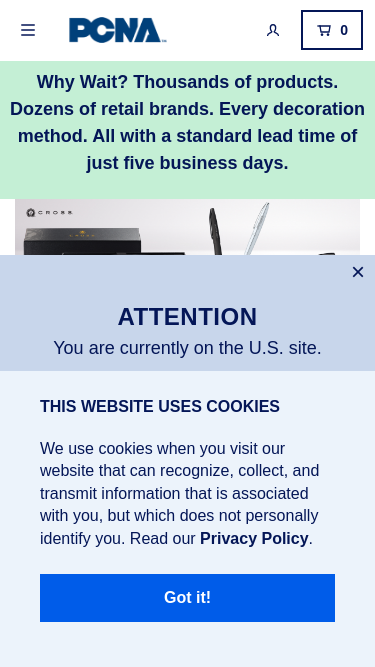 PCNA
0
Why Wait? Thousands of products.
Dozens of retail brands. Every decoration
method. All with a standard lead time of
just five business days.
CROSS
ATTENTION
You are currently on the U.S. site.
THIS WEBSITE USES COOKIES
We use cookies when you visit our
website that can recognize, collect, and
transmit information that is associated
with you, but which does not personally
identify you. Read our Privacy Policy.
Got it!